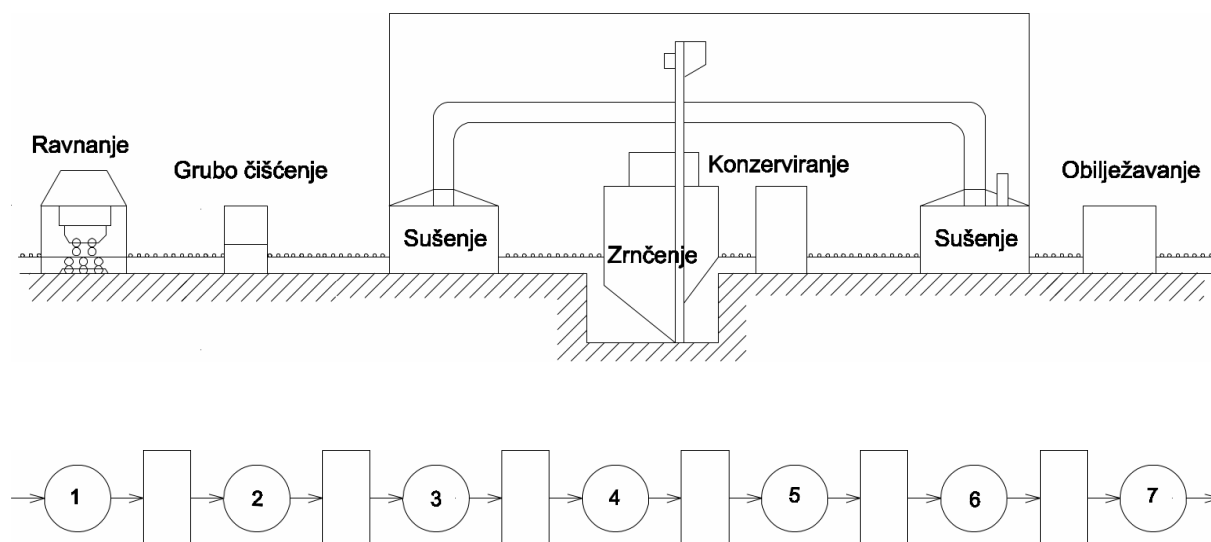 Ravnanje
Grubo čišćenje
Sušenje
Zrnčenje
Konzerviranje
Sušenje
Obilježavanje
1
2
3
4
5
6
7